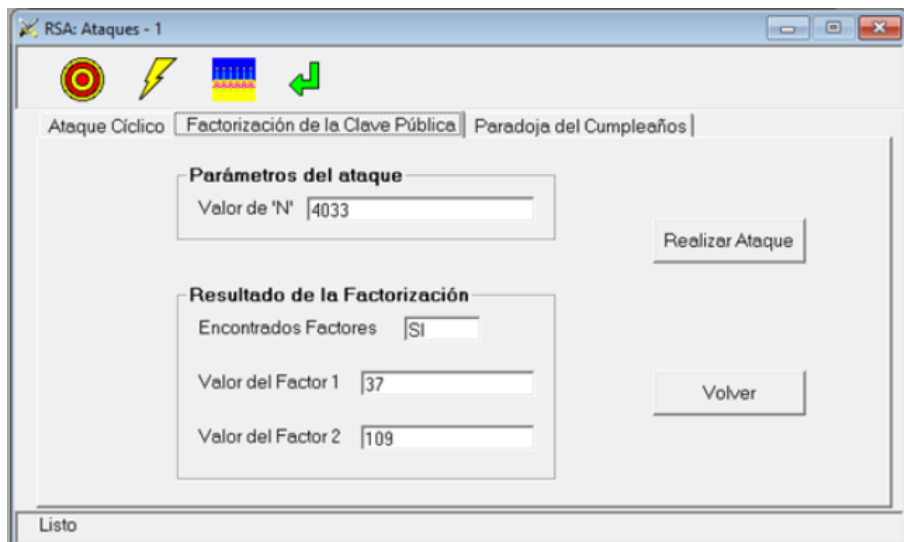 RSA: Ataques - 1
Ataque Cíclico Factorización de la Clave Pública Paradoja del Cumpleaños
Parámetros del ataque
Valor de 'N' 4033
Realizar Ataque
Resultado de la Factorización
Encontrados Factores SI
Valor del Factor 1 37
Volver
Valor del Factor 2 109
Listo